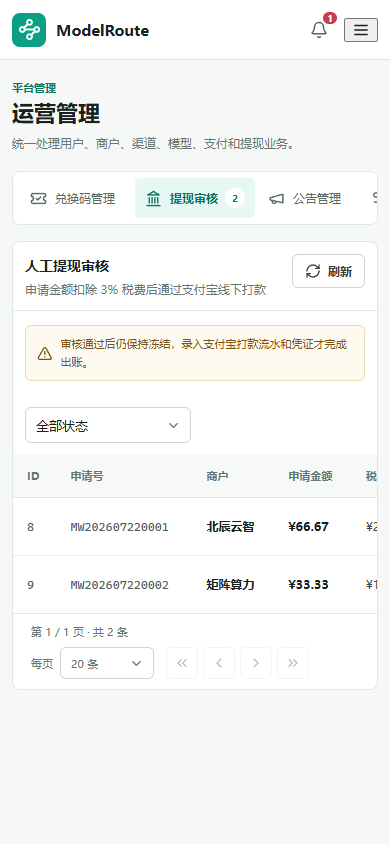 ModelRoute
1
平台管理
运营管理
统一处理用户、商户、渠道、模型、支付和提现业务。
兑换码管理
提现审核 2
公告管理
人工提现审核
申请金额扣除 3% 税费后通过支付宝线下打款
刷新
审核通过后仍保持冻结，录入支付宝打款流水和凭证才完成
出账。
全部状态
ID 申请号 商户 申请金额 税
8 MW202607220001 北辰云智 ¥66.67
9 MW202607220002 矩阵算力 ¥33.33
第 1 / 1 页 · 共 2 条
每页 20 条